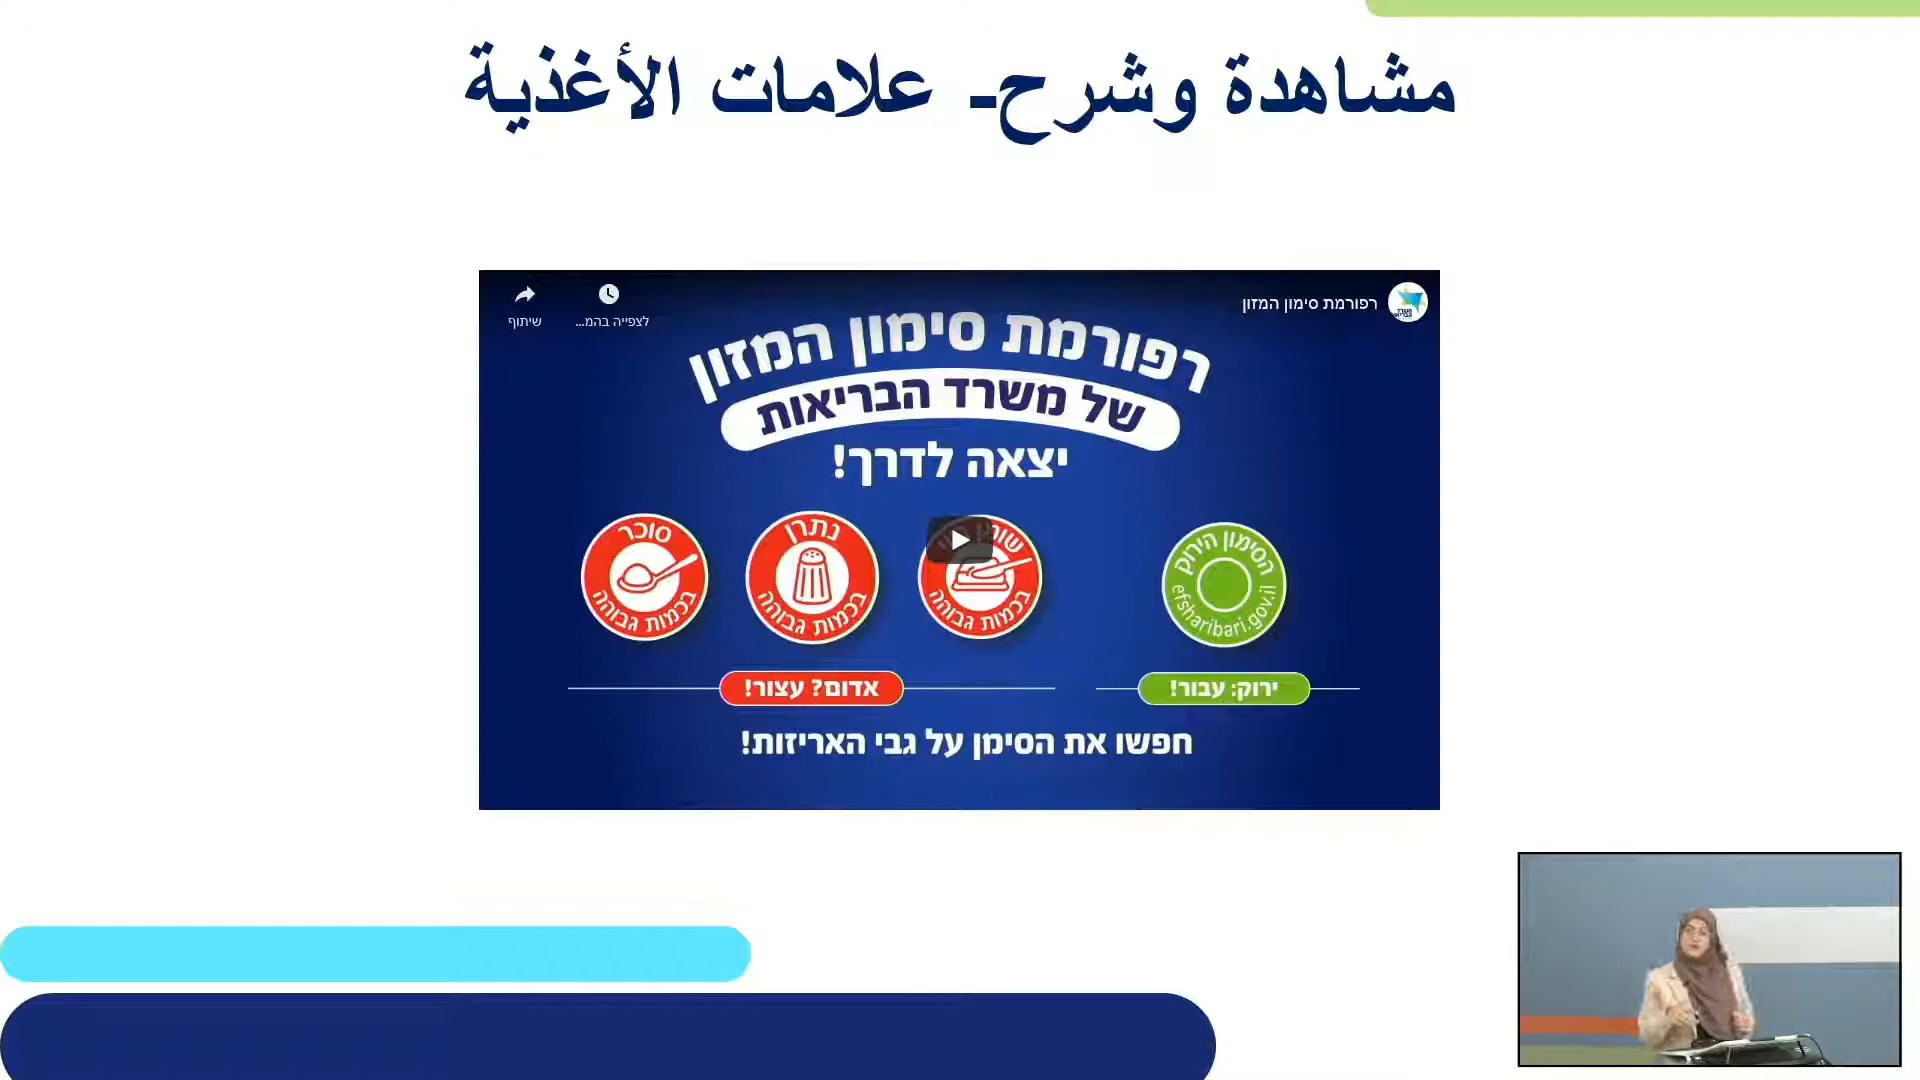 مشاهدة وشرح- علامات الأغذية
רפורמת סימון המזון
לצפייה בהמ...
שיתוף
רפורמת סימון המזון
של משרד הבריאות
יצאה לדרך!
סוכר
בכמות גבוהה
נתרן
בכמות גבוהה
בכמות גבוהה
הסימון הירוק
efsharibari.gov.il
אדום? עצור!
ירוק: עבור!
חפשו את הסימן על גבי האריזות!